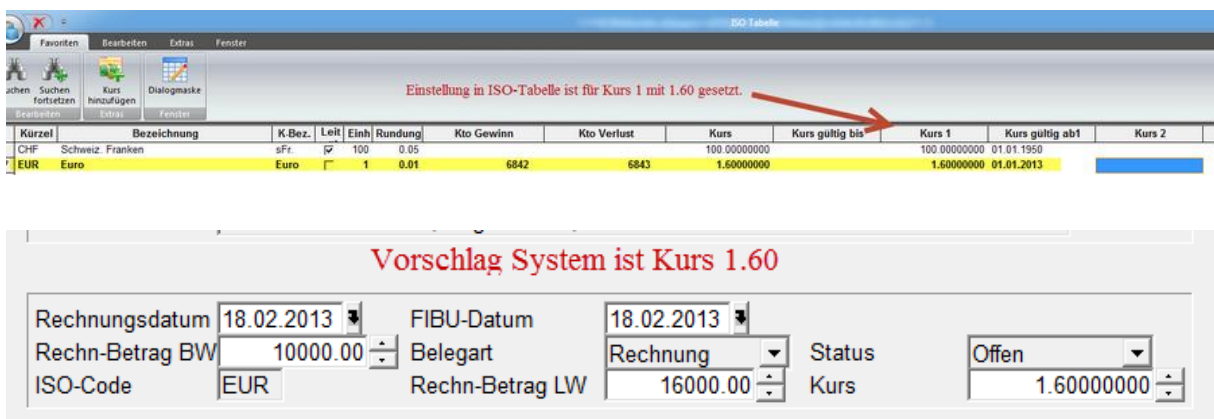 ISO Tabelle
Favoriten Bearbeiten Extras Fenster
Suchen Kurs Dialogmaske
fortsetzen hinzufügen
Bearbeiten Extras Fenster
Einstellung in ISO-Tabelle ist für Kurs 1 mit 1.60 gesetzt.
Kürzel Bezeichnung K-Bez. Leit Einh Rundung Kto Gewinn Kto Verlust Kurs Kurs gültig bis Kurs 1 Kurs gültig ab1 Kurs 2
CHF Schweiz. Franken sFr. 100 0.05 100.00000000 100.00000000 01.01.1950
EUR Euro Euro 1 0.01 6842 6843 1.60000000 1.60000000 01.01.2013
Vorschlag System ist Kurs 1.60
Rechnungsdatum 18.02.2013 FIBU-Datum 18.02.2013
Rechn-Betrag BW 10000.00 Belegart Rechnung Status Offen
ISO-Code EUR Rechn-Betrag LW 16000.00 Kurs 1.60000000